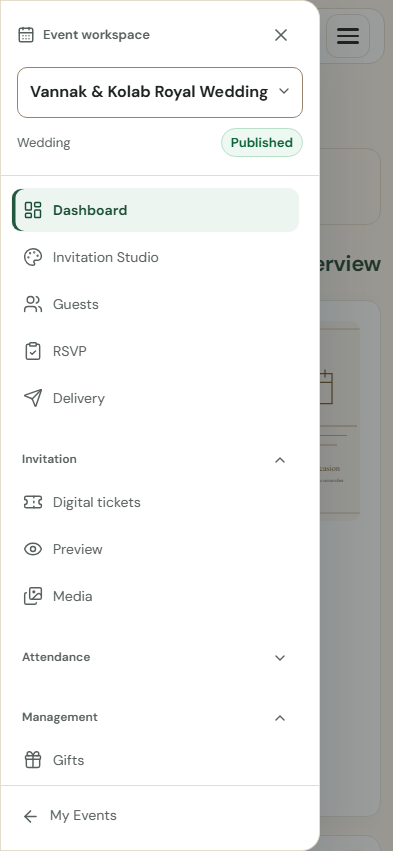 Event workspace
Vannak & Kolab Royal Wedding
Wedding
Published
Dashboard
erview
Invitation Studio
Guests
RSVP
Delivery
Invitation
Digital tickets
Preview
Media
Attendance
Management
Gifts
My Events